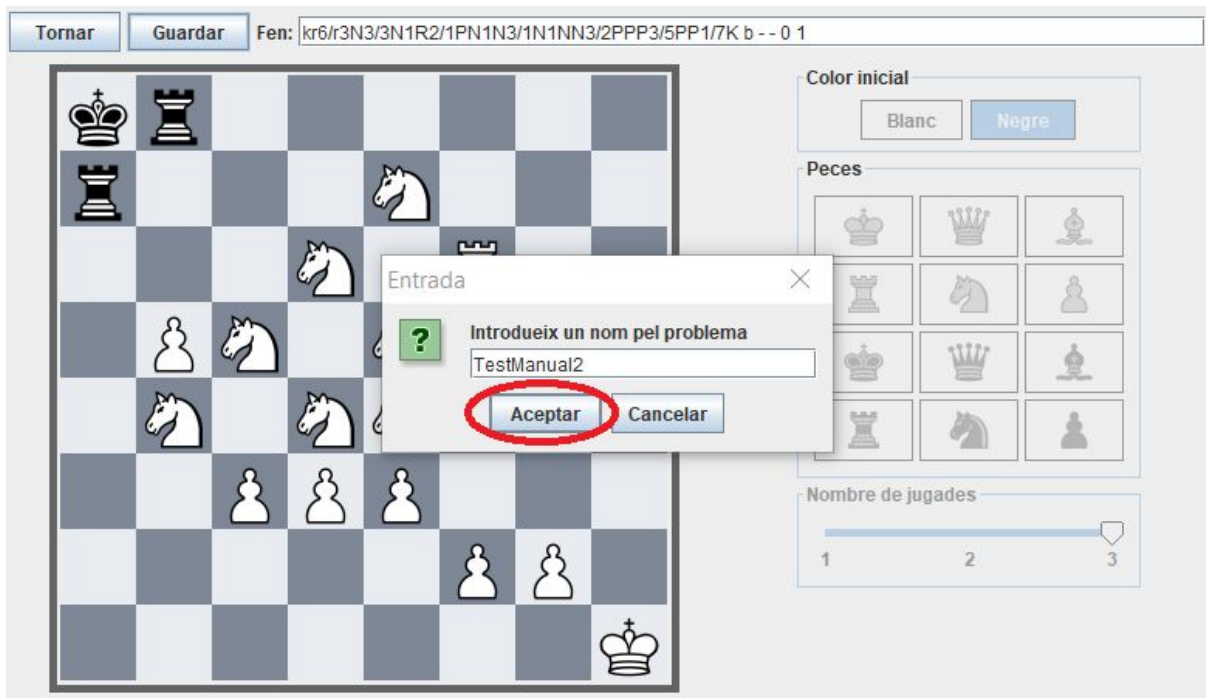 Tornar Guardar Fen: kr6/r3N3/3N1R2/1PN1N3/1N1NN3/2PPP3/5PP1/7K b - - 0 1
Color inicial
Blanc Negre
Peces
Entrada
Introdueix un nom pel problema
TestManual2
Aceptar Cancelar
Nombre de jugades
1 2 3